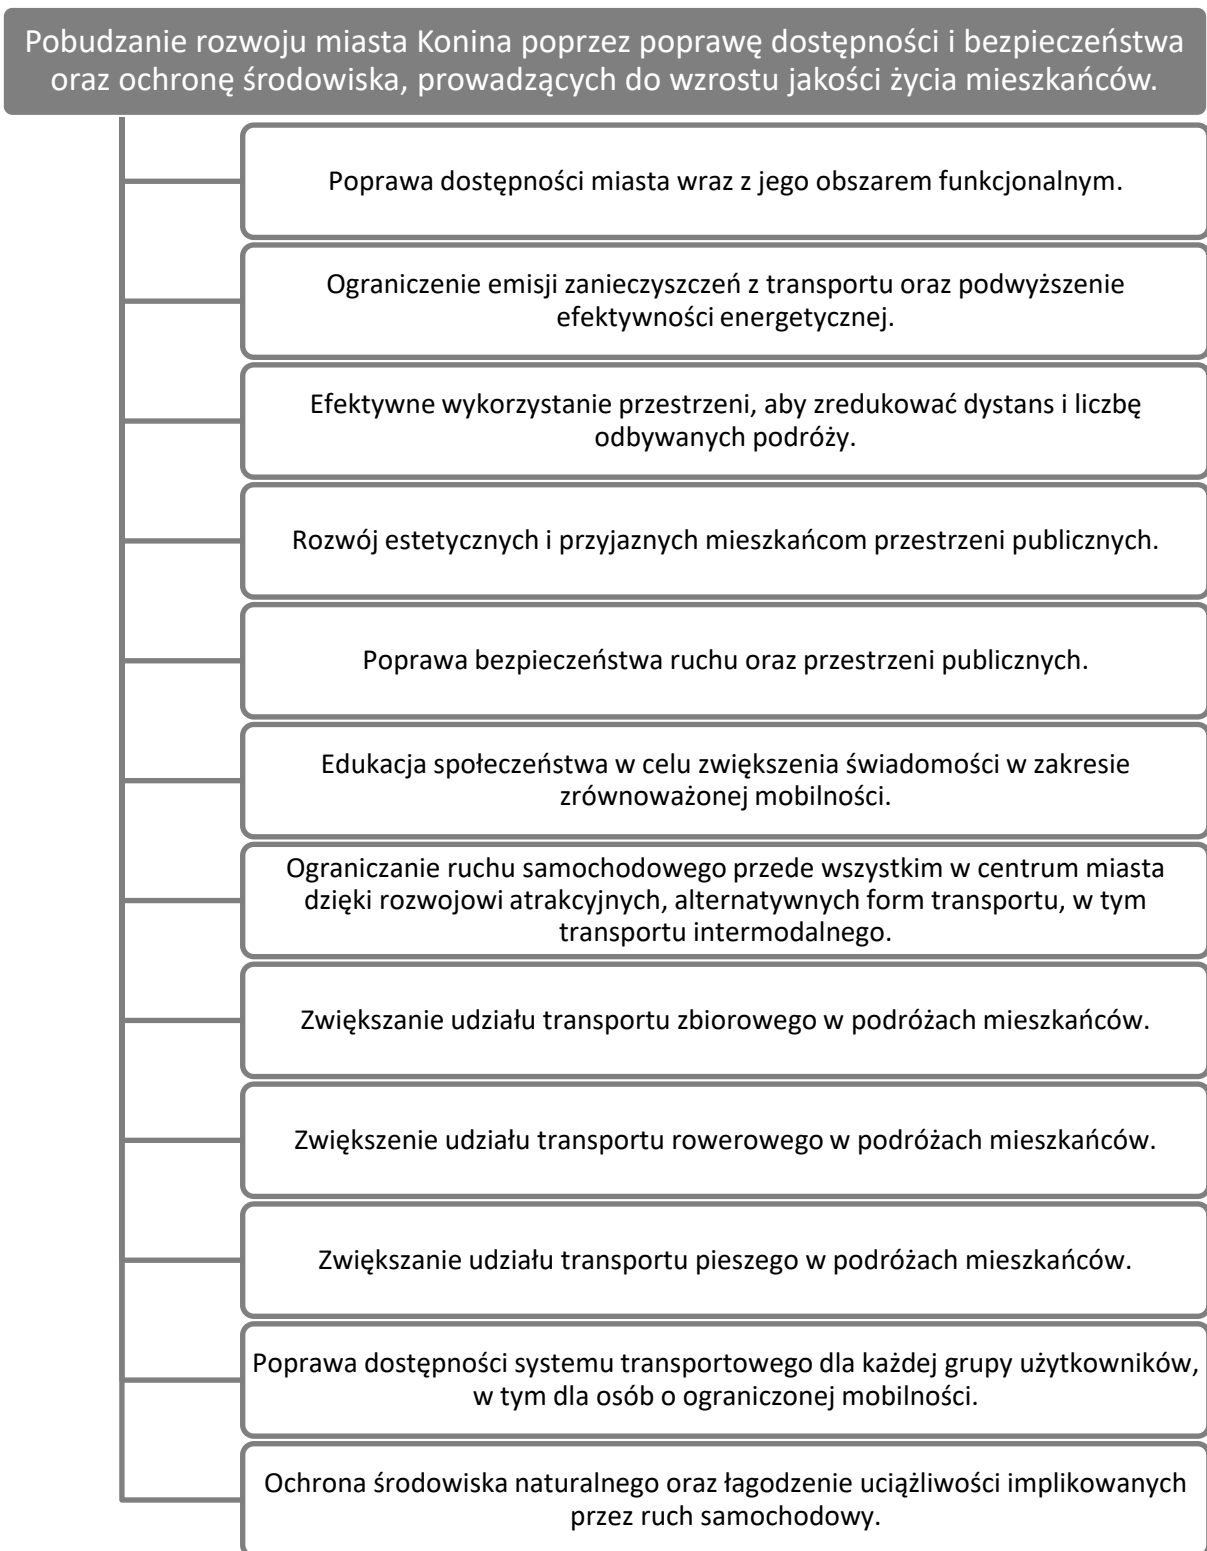 Pobudzanie rozwoju miasta Konina poprzez poprawę dostępności i bezpieczeństwa
oraz ochronę środowiska, prowadzących do wzrostu jakości życia mieszkańców.
Poprawa dostępności miasta wraz z jego obszarem funkcjonalnym.
Ograniczenie emisji zanieczyszczeń z transportu oraz podwyższenie
efektywności energetycznej.
Efektywne wykorzystanie przestrzeni, aby zredukować dystans i liczbę
odbywanych podróży.
Rozwój estetycznych i przyjaznych mieszkańcom przestrzeni publicznych.
Poprawa bezpieczeństwa ruchu oraz przestrzeni publicznych.
Edukacja społeczeństwa w celu zwiększenia świadomości w zakresie
zrównoważonej mobilności.
Ograniczanie ruchu samochodowego przede wszystkim w centrum miasta
dzięki rozwojowi atrakcyjnych, alternatywnych form transportu, w tym
transportu intermodalnego.
Zwiększanie udziału transportu zbiorowego w podróżach mieszkańców.
Zwiększenie udziału transportu rowerowego w podróżach mieszkańców.
Zwiększanie udziału transportu pieszego w podróżach mieszkańców.
Poprawa dostępności systemu transportowego dla każdej grupy użytkowników,
w tym dla osób o ograniczonej mobilności.
Ochrona środowiska naturalnego oraz łagodzenie uciążliwości implikowanych
przez ruch samochodowy.